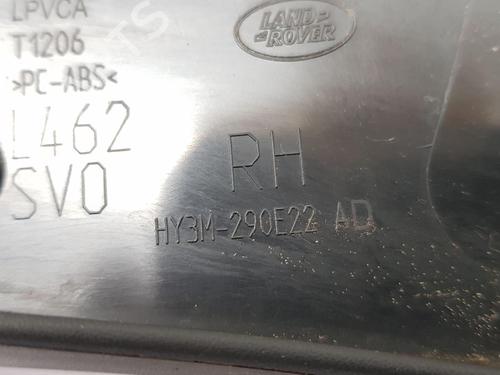 LPVCA
T1206
>PC-ABS<
L462
SVO
LAND-
-ROVER
RH
HY3M-290E22 AD